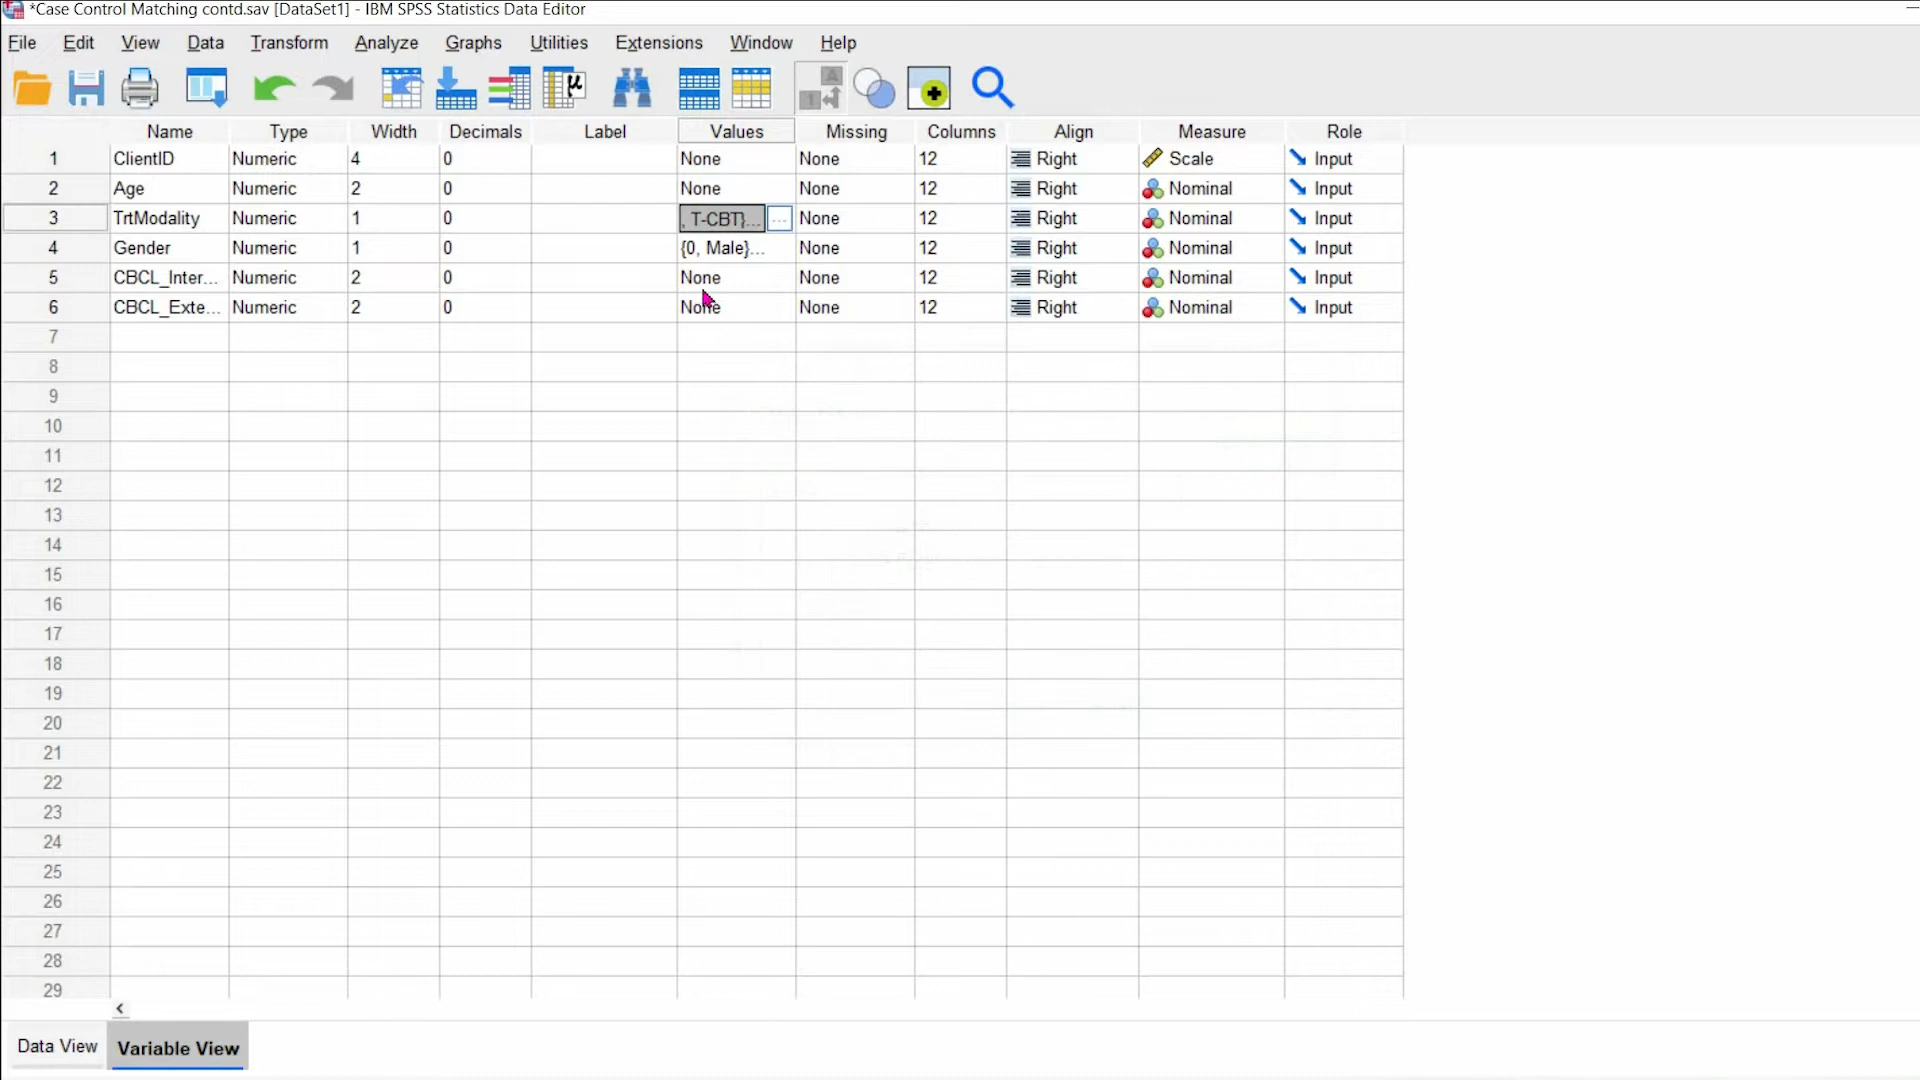 *Case Control Matching contd.sav [DataSet1] - IBM SPSS Statistics Data Editor
File Edit View Data Transform Analyze Graphs Utilities Extensions Window Help
Name Type Width Decimals Label Values Missing Columns Align Measure Role
1 ClientID Numeric 4 0 None None 12 Right Scale Input
2 Age Numeric 2 0 None None 12 Right Nominal Input
3 TrtModality Numeric 1 0 , T-CBT}... ... None 12 Right Nominal Input
4 Gender Numeric 1 0 {0, Male}... None 12 Right Nominal Input
5 CBCL_Inter... Numeric 2 0 None None 12 Right Nominal Input
6 CBCL_Exte... Numeric 2 0 None None 12 Right Nominal Input
7
8
9
10
11
12
13
14
15
16
17
18
19
20
21
22
23
24
25
26
27
28
29
Data View Variable View